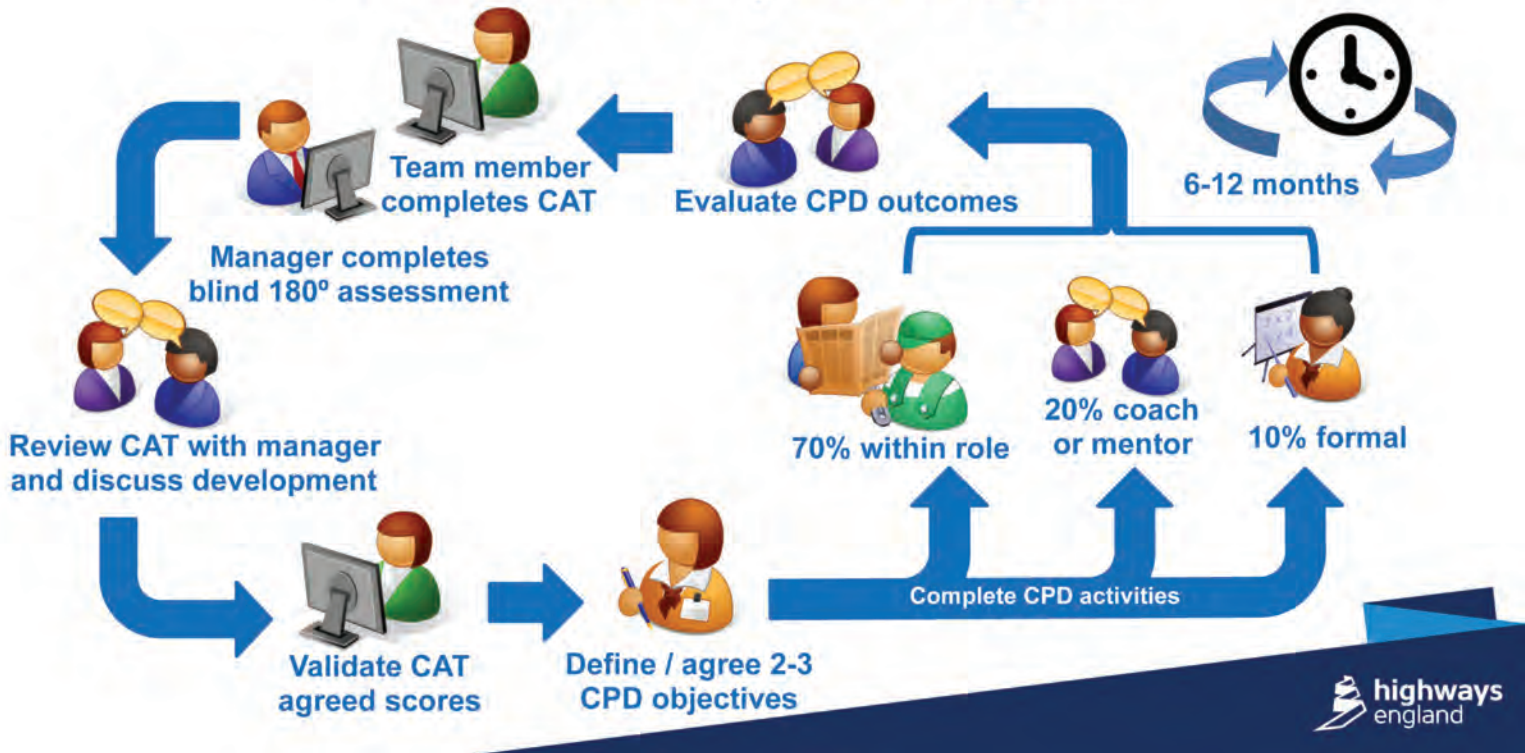 Team member
completes CAT
Manager completes
blind 180º assessment
Review CAT with manager
and discuss development
Validate CAT
agreed scores
Define / agree 2-3
CPD objectives
Complete CPD activities
70% within role
20% coach
or mentor
10% formal
Evaluate CPD outcomes
6-12 months
highways
england